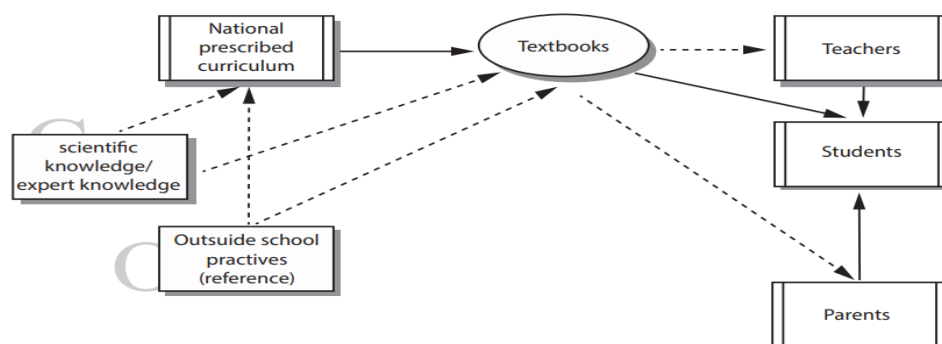 National
prescribed
curriculum
Textbooks
Teachers
scientific
knowledge/
expert knowledge
Students
Outsuide school
practives
(reference)
Parents
C
C